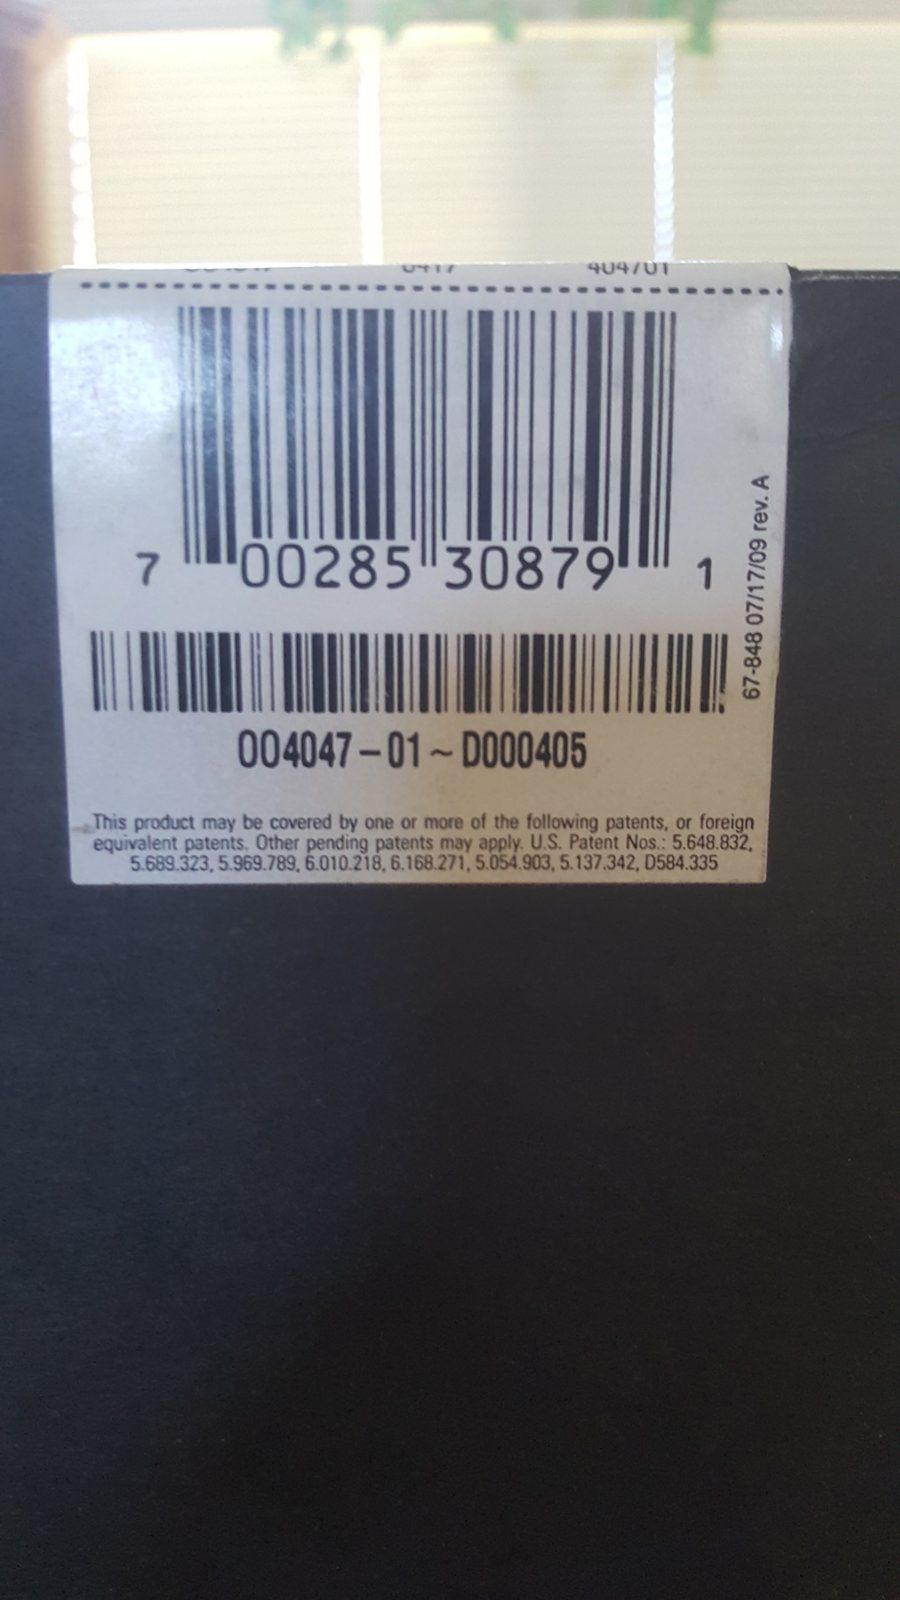 404701
7 00285 30879 1
67-848 07/17/09 rev. A
004047-01~D000405
This product may be covered by one or more of the following patents, or foreign
equivalent patents. Other pending patents may apply. U.S. Patent Nos.: 5.648.832,
5.689.323, 5.969.789, 6.010.218, 6.168.271, 5.054.903, 5.137.342, D584.335